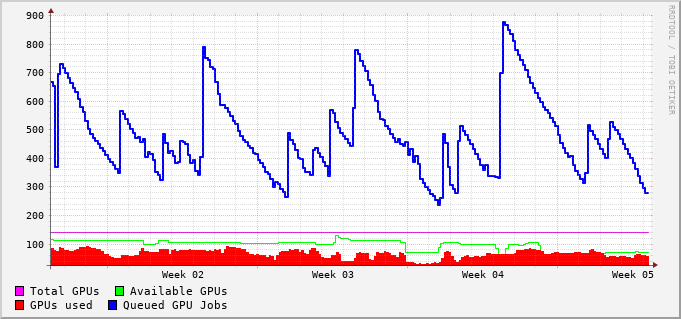 900
800
700
600
500
400
300
200
100
Week 02 Week 03 Week 04 Week 05
Total GPUs Available GPUs
GPUs used Queued GPU Jobs
RRDTOOL / TOBI OETIKER